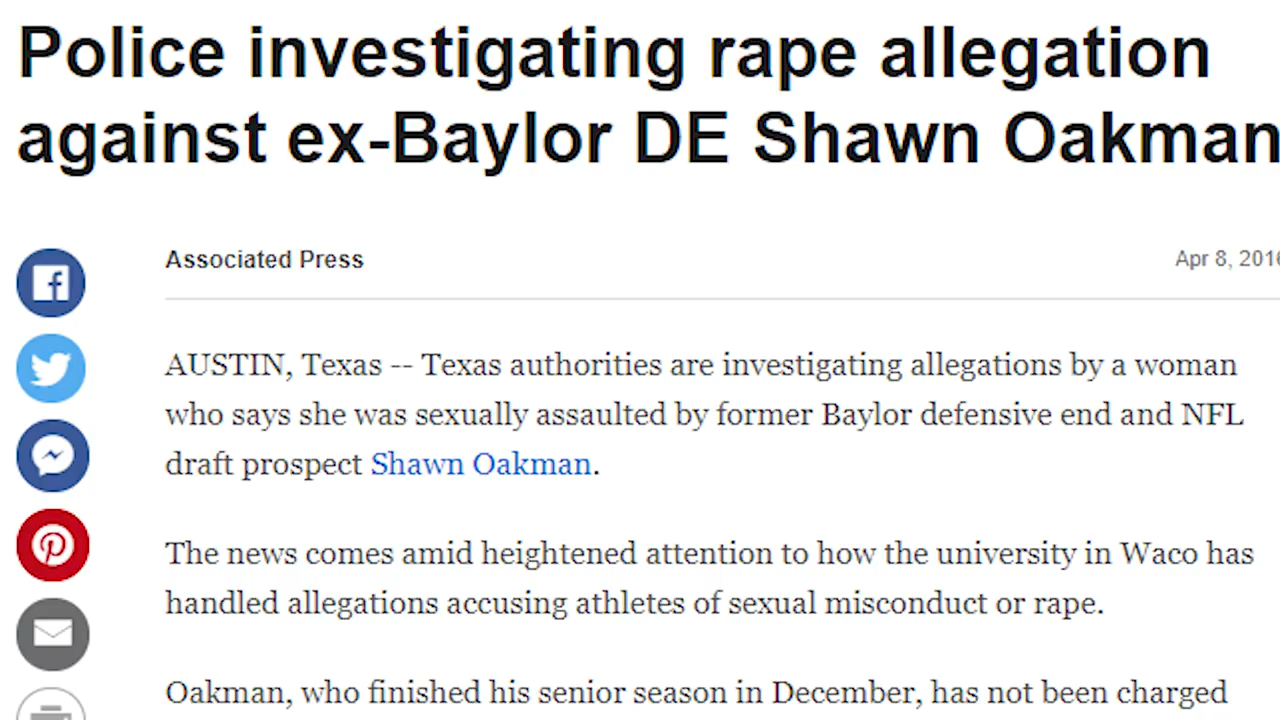 Police investigating rape allegation
against ex-Baylor DE Shawn Oakman
Associated Press
Apr 8, 2016
AUSTIN, Texas -- Texas authorities are investigating allegations by a woman
who says she was sexually assaulted by former Baylor defensive end and NFL
draft prospect Shawn Oakman.
The news comes amid heightened attention to how the university in Waco has
handled allegations accusing athletes of sexual misconduct or rape.
Oakman, who finished his senior season in December, has not been charged